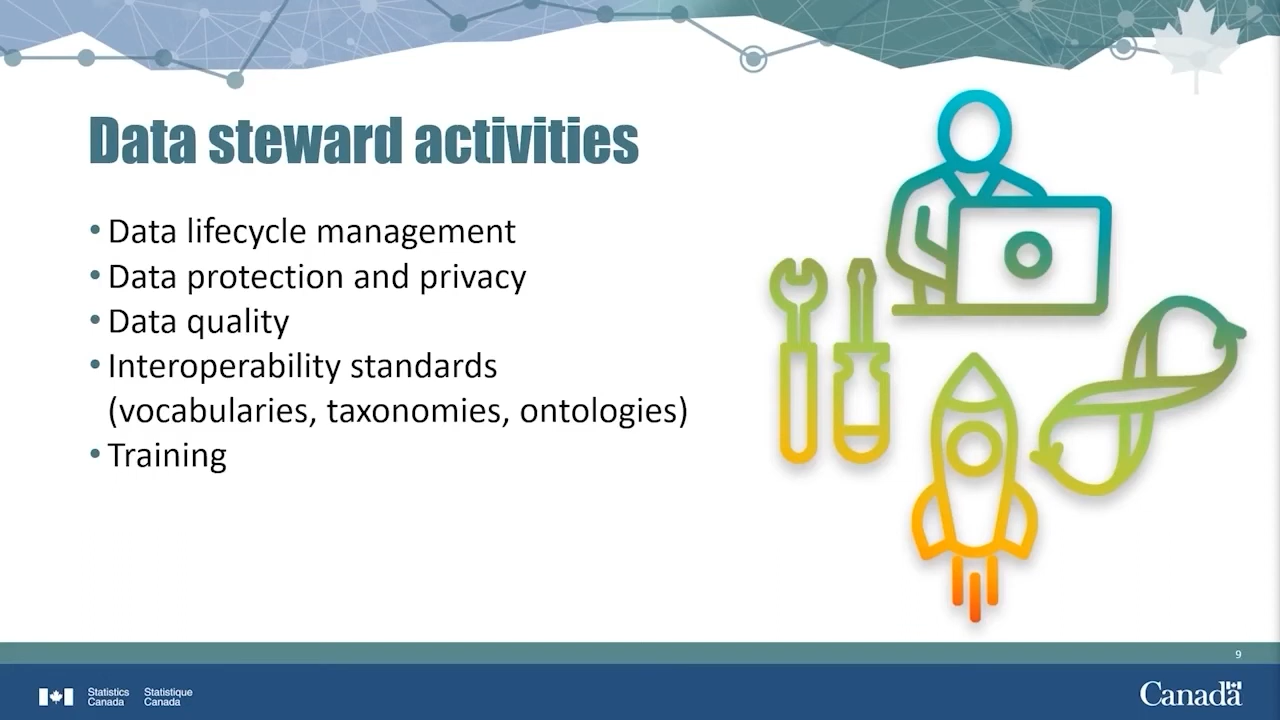 Data steward activities
• Data lifecycle management
• Data protection and privacy
• Data quality
• Interoperability standards
(vocabularies, taxonomies, ontologies)
• Training
9
Statistics Statistique
Canada Canada
Canada